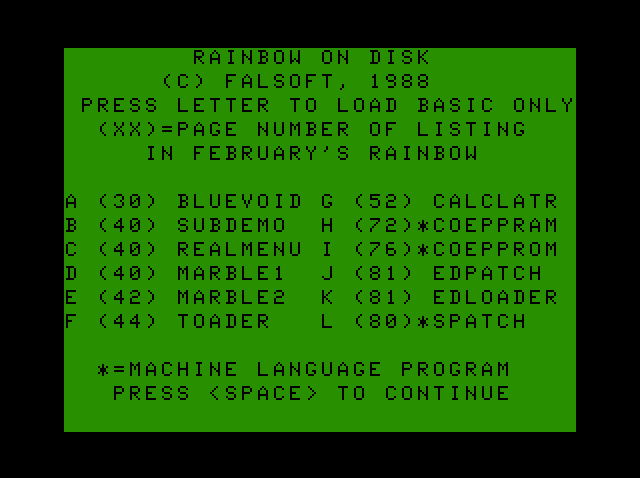 RAINBOW ON DISK
(C) FALSOFT, 1988
PRESS LETTER TO LOAD BASIC ONLY
(XX)=PAGE NUMBER OF LISTING
IN FEBRUARY'S RAINBOW
A (30) BLUEVOID G (52) CALCLATR
B (40) SUBDEMO H (72)*COEPPRAM
C (40) REALMENU I (76)*COEPPROM
D (40) MARBLE1 J (81) EDPATCH
E (42) MARBLE2 K (81) EDLOADER
F (44) TOADER L (80)*SPATCH
*=MACHINE LANGUAGE PROGRAM
PRESS <SPACE> TO CONTINUE